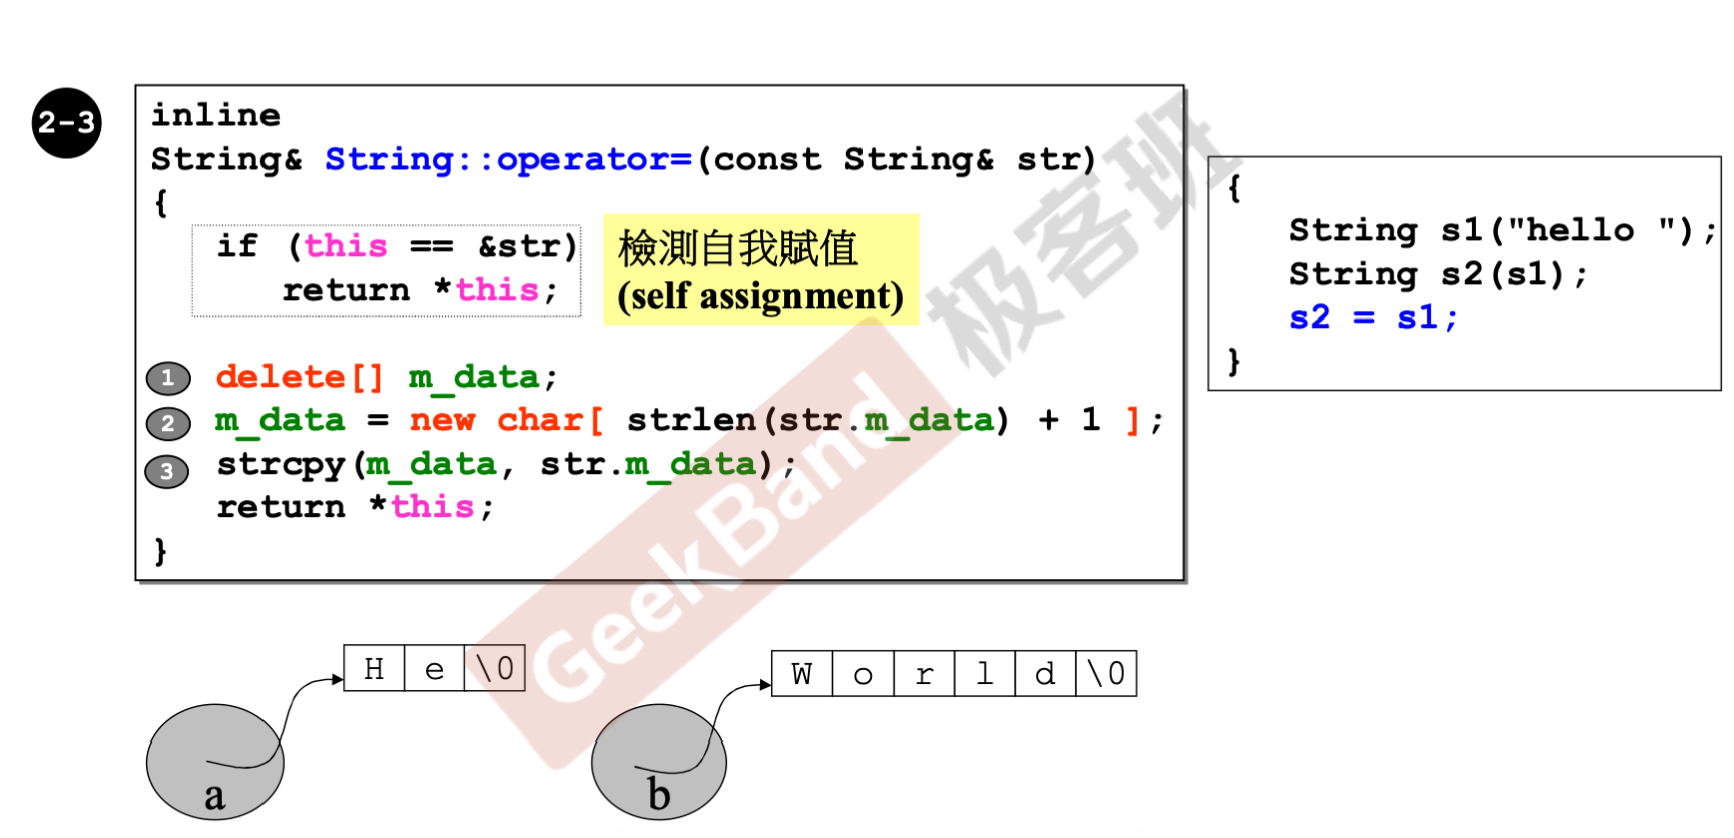 2-3
inline
String& String::operator=(const String& str)
{
if (this == &str)
return *this;
檢測自我賦值
(self assignment)
1 delete[] m_data;
2 m_data = new char[ strlen(str.m_data) + 1 ];
3 strcpy(m_data, str.m_data);
return *this;
}
{
String s1("hello ");
String s2(s1);
s2 = s1;
}
H e \0
W o r l d \0
a
b
GeekBand 极客班